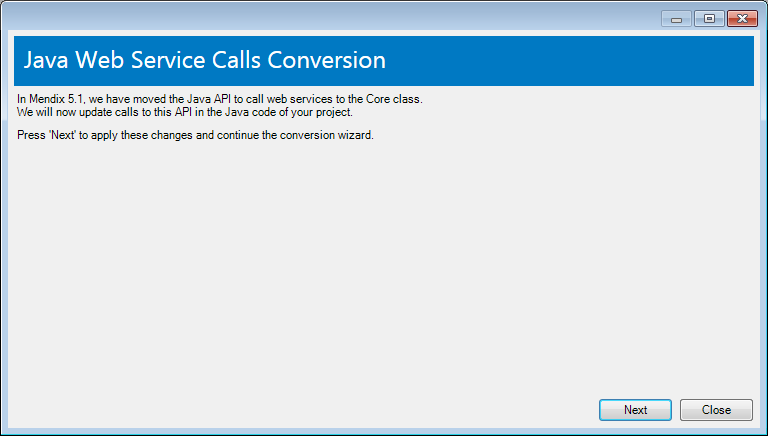 Java Web Service Calls Conversion
In Mendix 5.1, we have moved the Java API to call web services to the Core class.
We will now update calls to this API in the Java code of your project.
Press 'Next' to apply these changes and continue the conversion wizard.
Next
Close